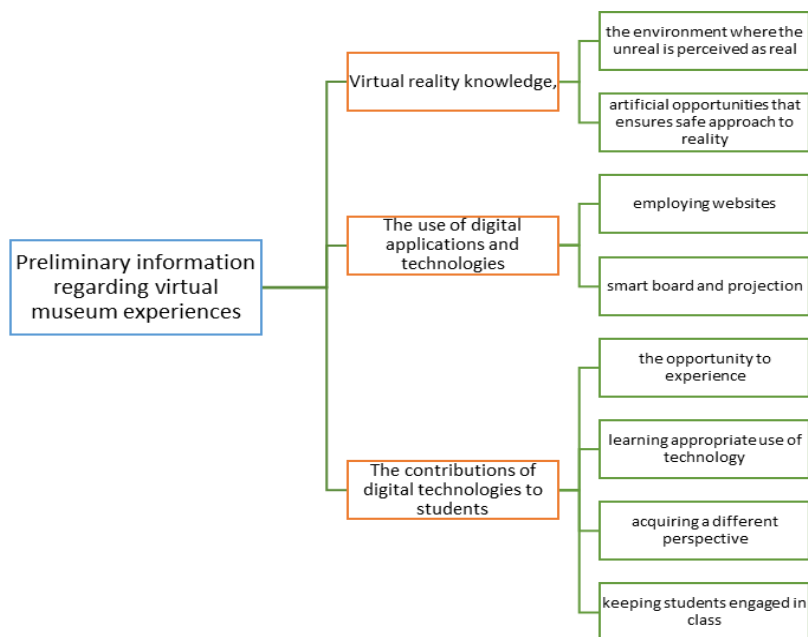 Preliminary information
regarding virtual
museum experiences
Virtual reality knowledge,
the environment where the
unreal is perceived as real
artificial opportunities that
ensures safe approach to
reality
The use of digital
applications and
technologies
employing websites
smart board and projection
The contributions of
digital technologies to
students
the opportunity to
experience
learning appropriate use of
technology
acquiring a different
perspective
keeping students engaged in
class